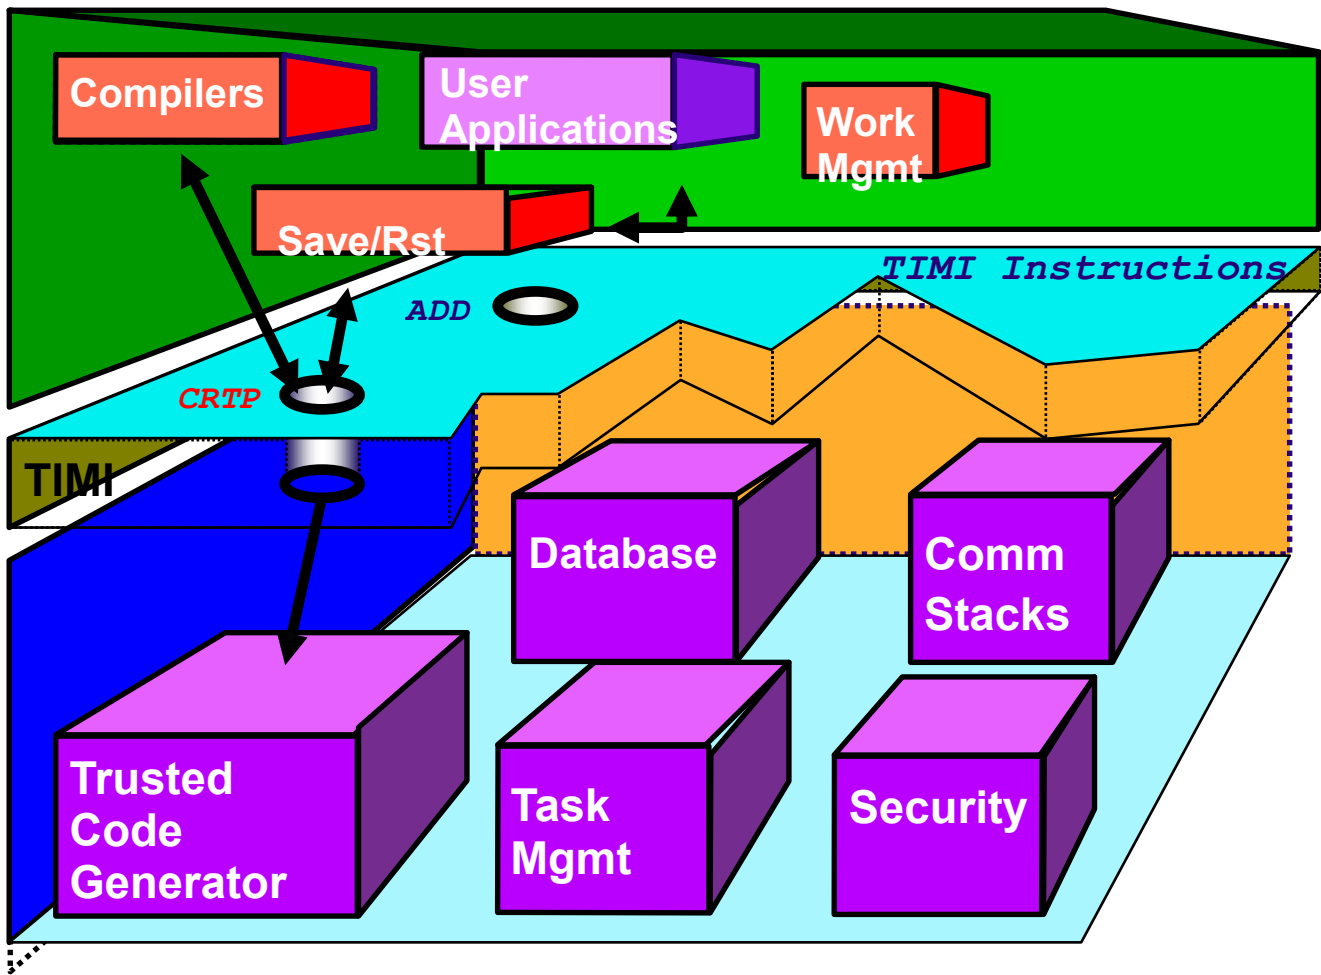 Compilers
User
Applications
Work
Mgmt
Save/Rst
TIMI Instructions
ADD
CRTP
TIMI
Database
Comm
Stacks
Trusted
Code
Generator
Task
Mgmt
Security